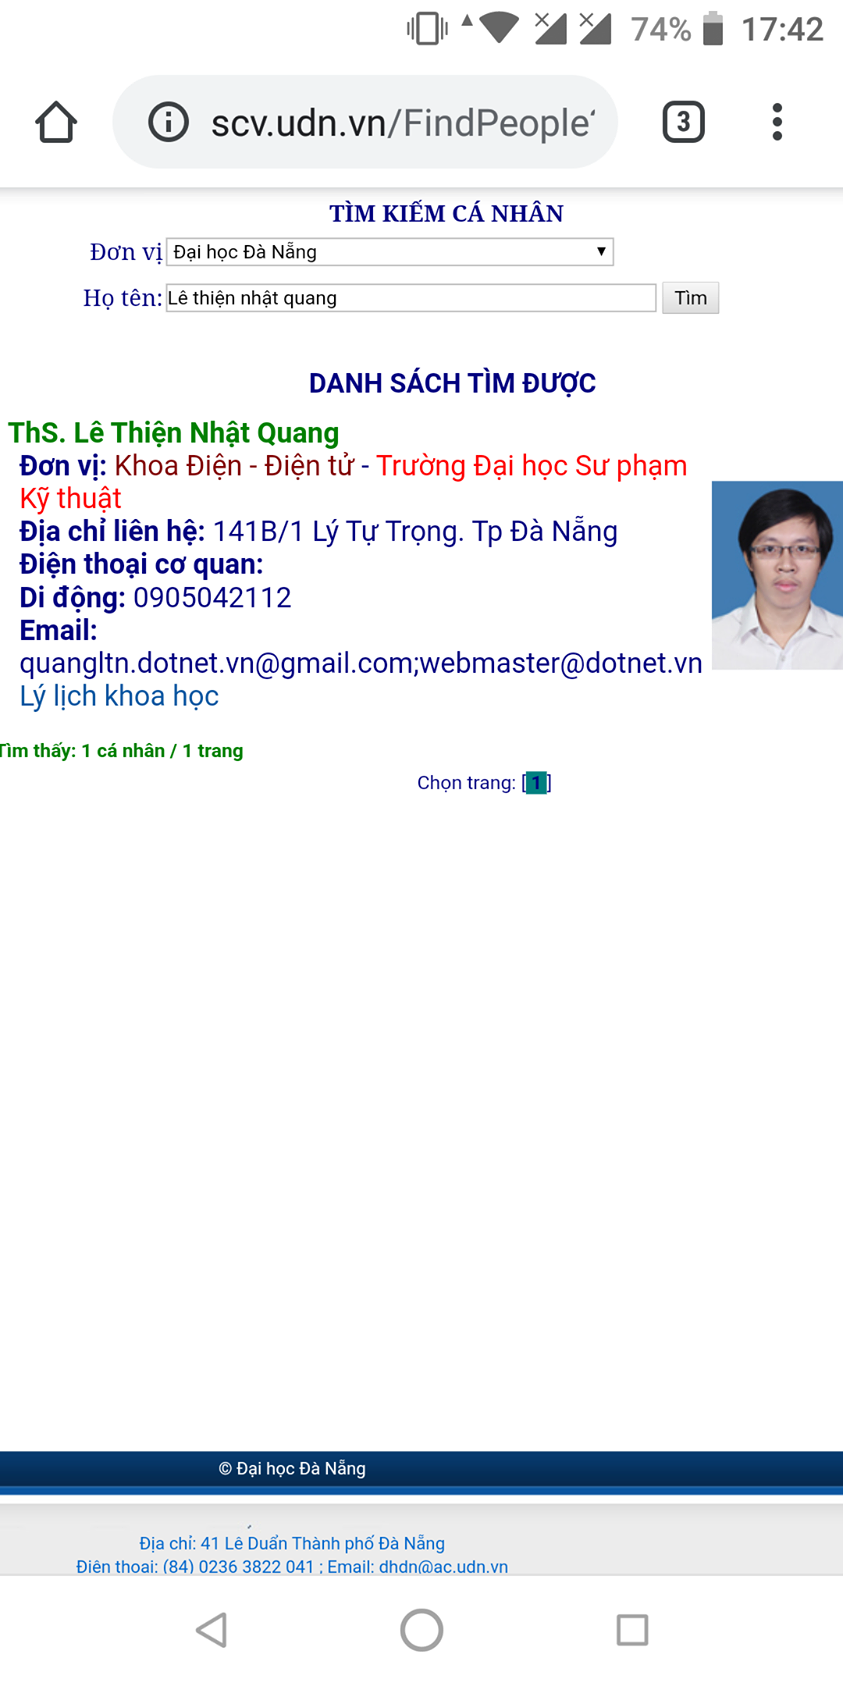 74% 17:42
scv.udn.vn/FindPeople
3
TÌM KIẾM CÁ NHÂN
Đơn vị Đại học Đà Nẵng
Họ tên: Lê thiện nhật quang Tìm
DANH SÁCH TÌM ĐƯỢC
ThS. Lê Thiện Nhật Quang
Đơn vị: Khoa Điện - Điện tử - Trường Đại học Sư phạm
Kỹ thuật
Địa chỉ liên hệ: 141B/1 Lý Tự Trọng. Tp Đà Nẵng
Điện thoại cơ quan:
Di động: 0905042112
Email:
quangltn.dotnet.vn@gmail.com;webmaster@dotnet.vn
Lý lịch khoa học
Tìm thấy: 1 cá nhân / 1 trang
Chọn trang: [1]
© Đại học Đà Nẵng
Địa chỉ: 41 Lê Duẩn Thành phố Đà Nẵng
Điện thoại: (84) 0236 3822 041 ; Email: dhdn@ac.udn.vn